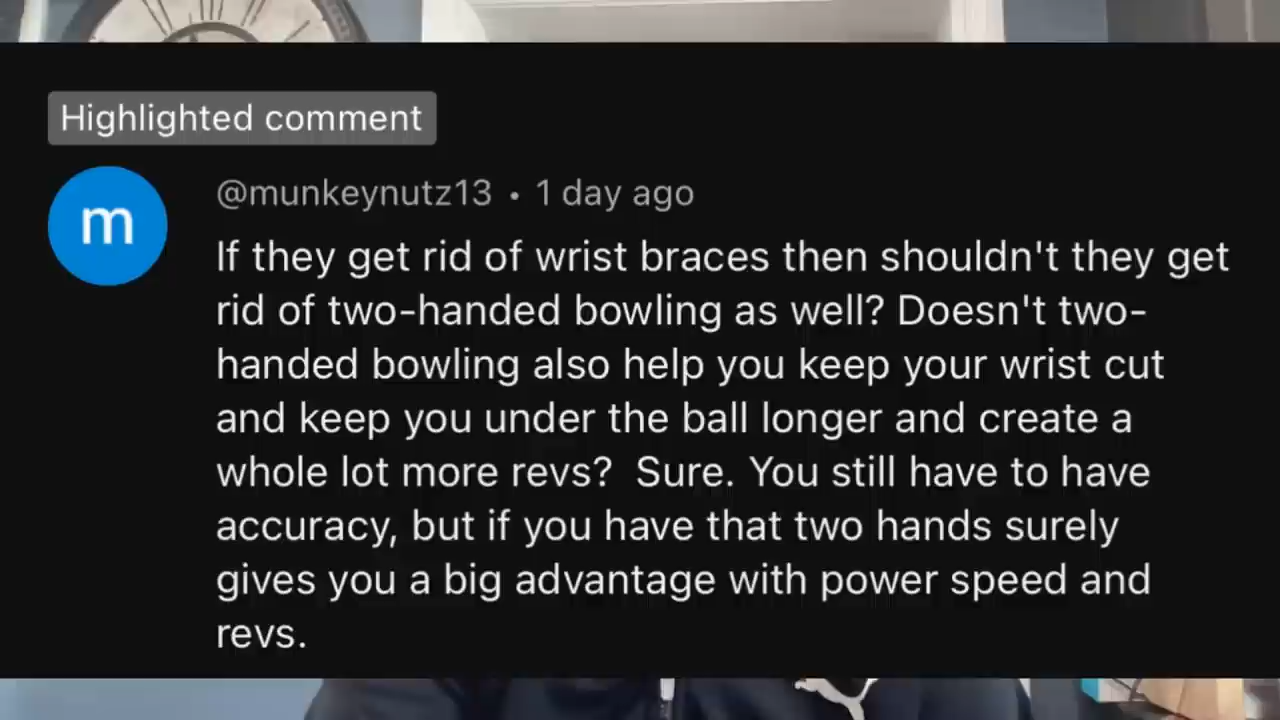 Highlighted comment
m
@munkeynutz13 • 1 day ago
If they get rid of wrist braces then shouldn't they get
rid of two-handed bowling as well? Doesn't two-
handed bowling also help you keep your wrist cut
and keep you under the ball longer and create a
whole lot more revs?  Sure. You still have to have
accuracy, but if you have that two hands surely
gives you a big advantage with power speed and
revs.